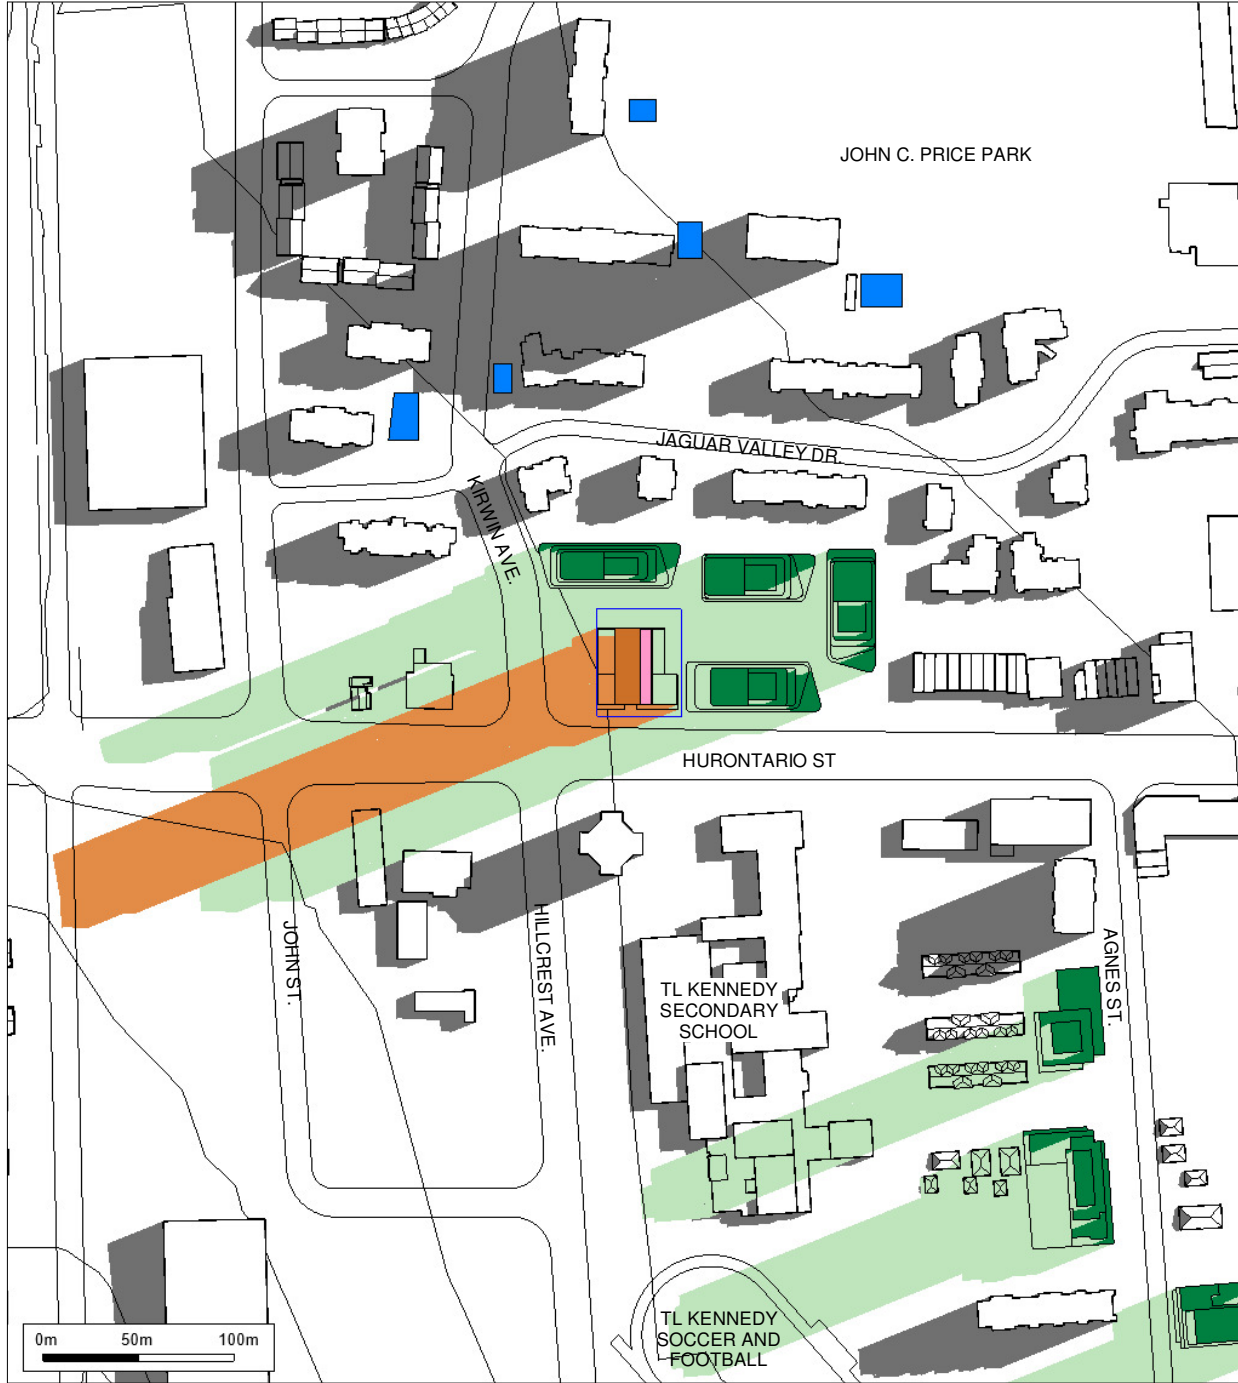 JOHN C. PRICE PARK
JAGUAR VALLEY DR.
KIRWIN AVE.
HURONTARIO ST
JOHN ST.
HILLCREST AVE.
AGNES ST.
TL KENNEDY
SECONDARY
SCHOOL
TL KENNEDY
SOCCER AND
FOOTBALL
0m 50m 100m